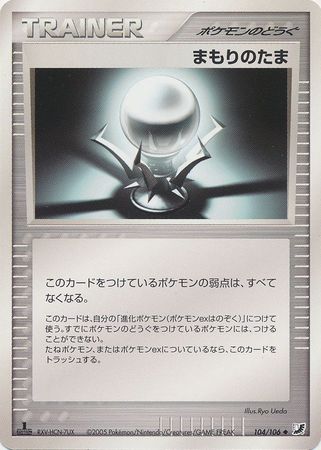 TRAINER
ポケモンのどうぐ
まもりのたま
このカードをつけているポケモンの弱点は、すべて
なくなる。
このカードは、自分の「進化ポケモン（ポケモンexはのぞく）」につけ
て使う。すでにポケモンのどうぐをつけているポケモンには、つける
ことができない。
たねポケモン、またはポケモンexについているなら、このカードを
トラッシュする。
Illus.Ryo Ueda
1
EDITION
RXV-HCN-7UX
©2005 Pokémon/Nintendo/Creatures/GAME FREAK
104/106